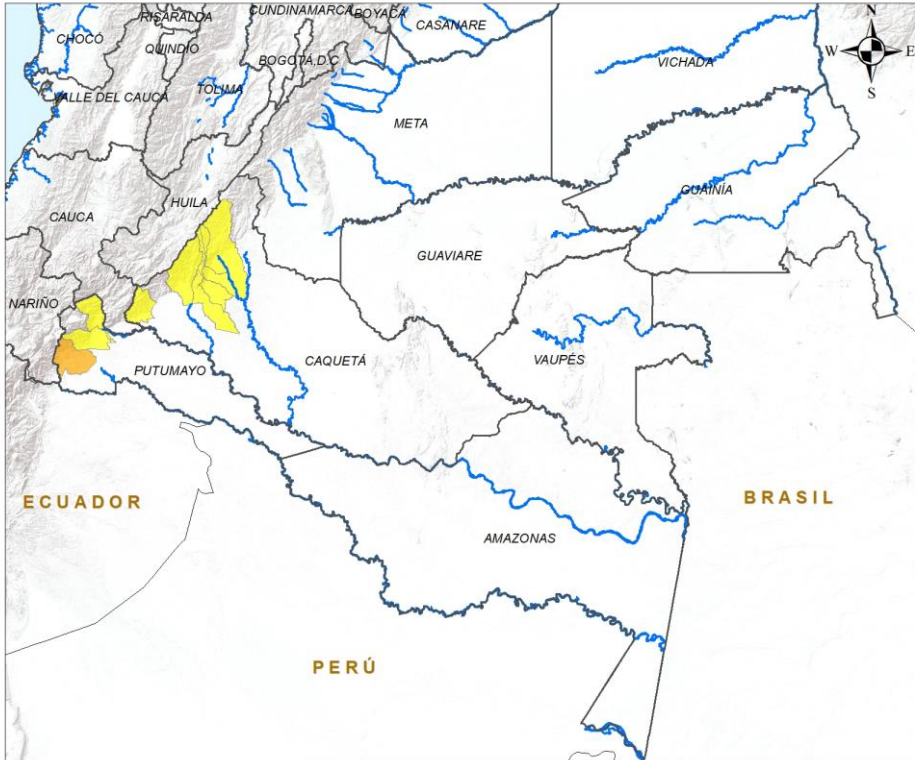 CUNDINAMARCA
BOYACÁ
RISARALDA
CASANARE
N
CHOCÓ
QUINDIO
W
E
BOGOTÁ D.C
VICHADA
S
TOLIMA
VALLE DEL CAUCA
META
GUAINÍA
HUILA
CAUCA
GUAVIARE
NARIÑO
VAUPÉS
CAQUETÁ
PUTUMAYO
ECUADOR
BRASIL
AMAZONAS
PERÚ